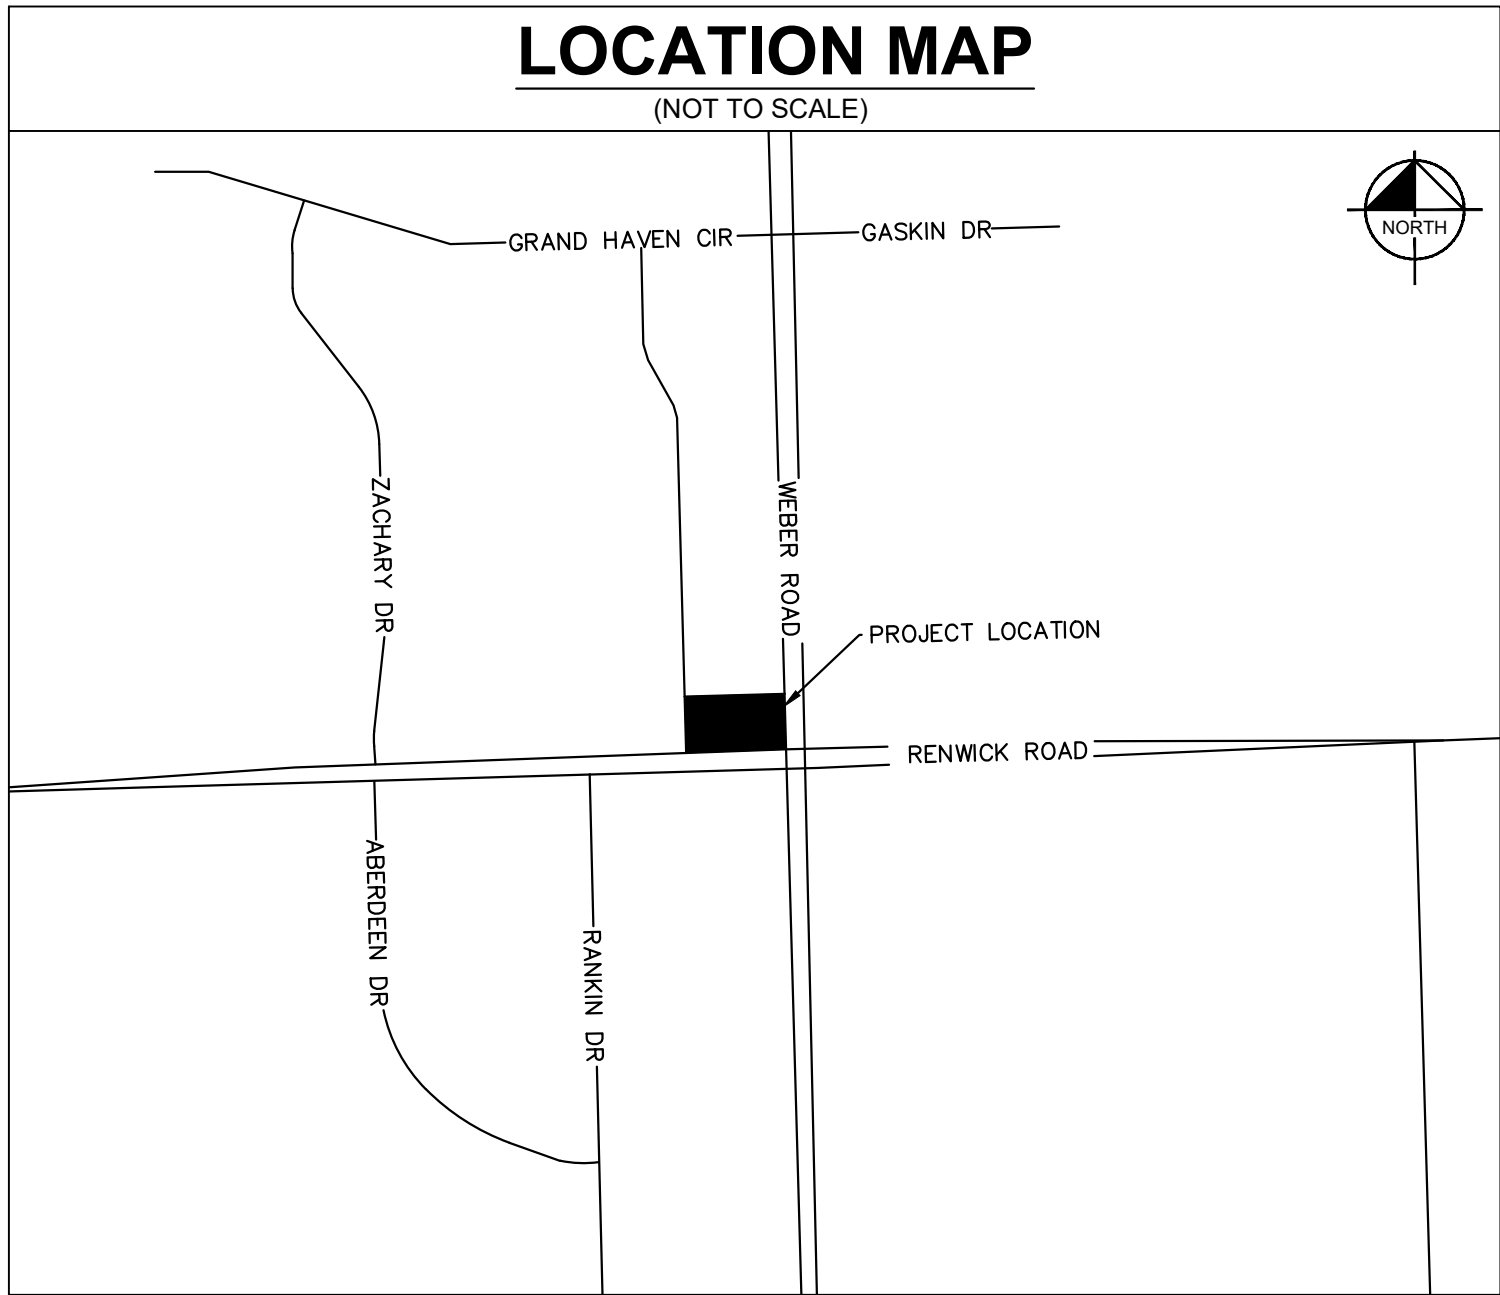 LOCATION MAP
(NOT TO SCALE)
NORTH
GRAND HAVEN CIR
GASKIN DR
ZACHARY DR
WEBER ROAD
PROJECT LOCATION
RENWICK ROAD
ABERDEEN DR
RANKIN DR